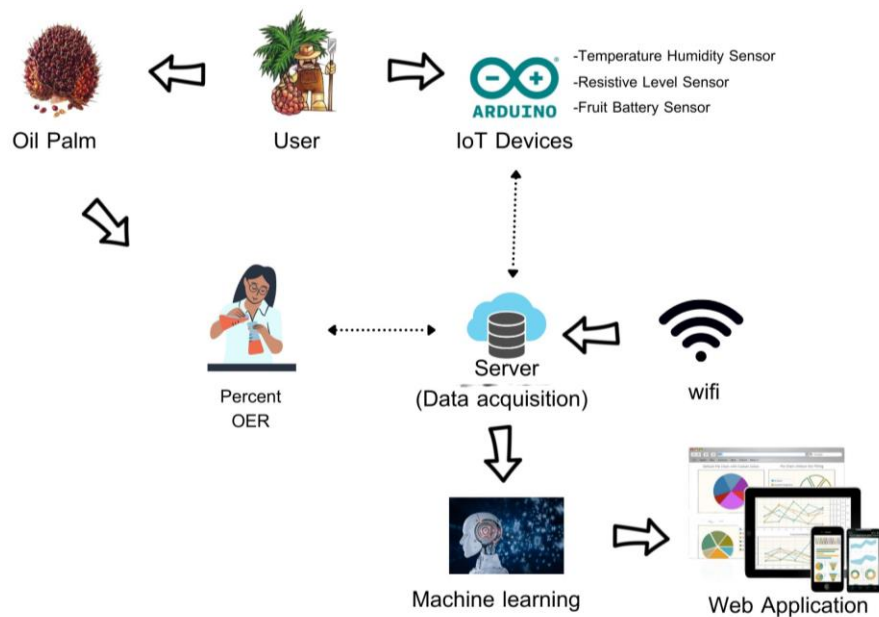 -Temperature Humidity Sensor
-Resistive Level Sensor
-Fruit Battery Sensor
ARDUINO
Oil Palm
User
IoT Devices
Server
(Data acquisition)
wifi
Percent
OER
Machine learning
Web Application